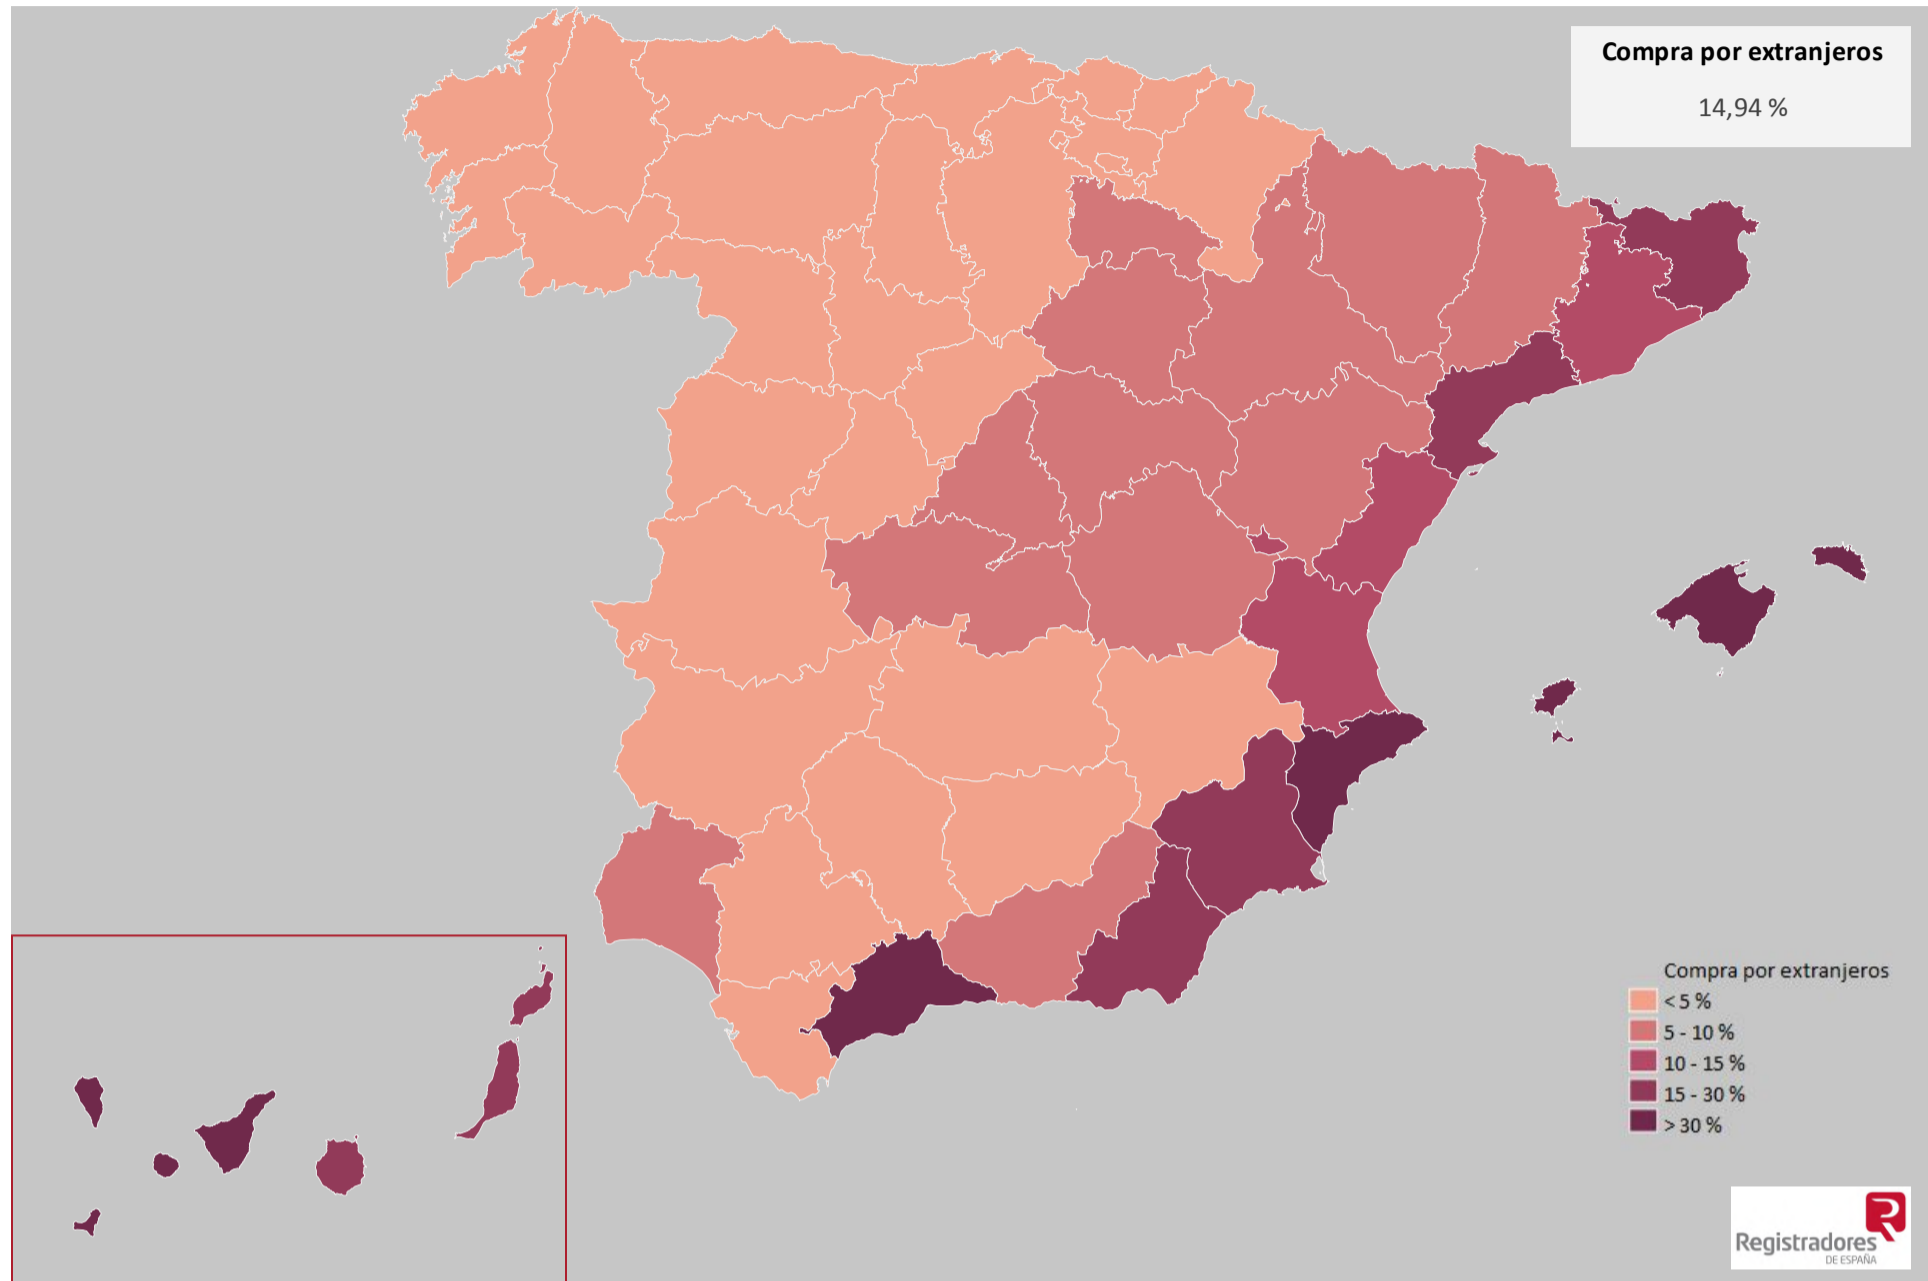 Compra por extranjeros
14,94 %
Compra por extranjeros
< 5 %
5 - 10 %
10 - 15 %
15 - 30 %
> 30 %
Registradores
DE ESPAÑA